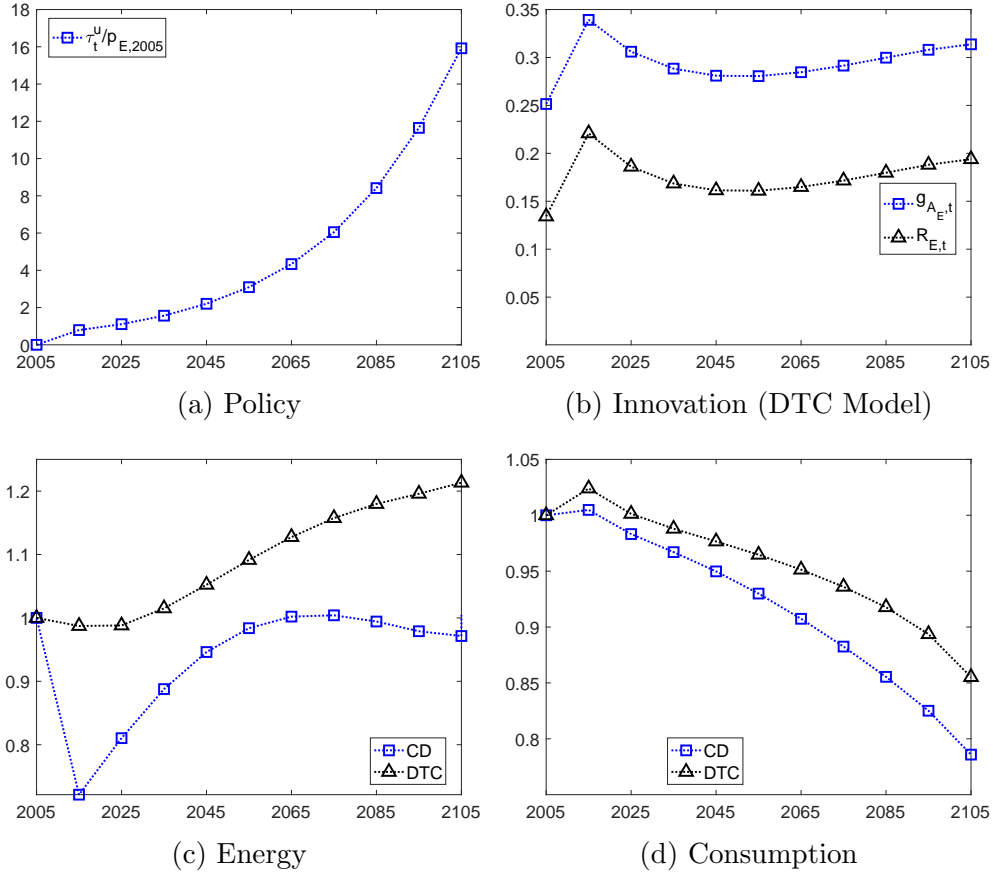 18
16
14
12
10
8
6
4
2
0
τ_t^u/p_{E,2005}
2005 2025 2045 2065 2085 2105
(a) Policy
0.35
0.3
0.25
0.2
0.15
0.1
0.05
g_{A_E,t}
R_{E,t}
2005 2025 2045 2065 2085 2105
(b) Innovation (DTC Model)
1.2
1.1
1
0.9
0.8
CD
DTC
2005 2025 2045 2065 2085 2105
(c) Energy
1.05
1
0.95
0.9
0.85
0.8
CD
DTC
2005 2025 2045 2065 2085 2105
(d) Consumption